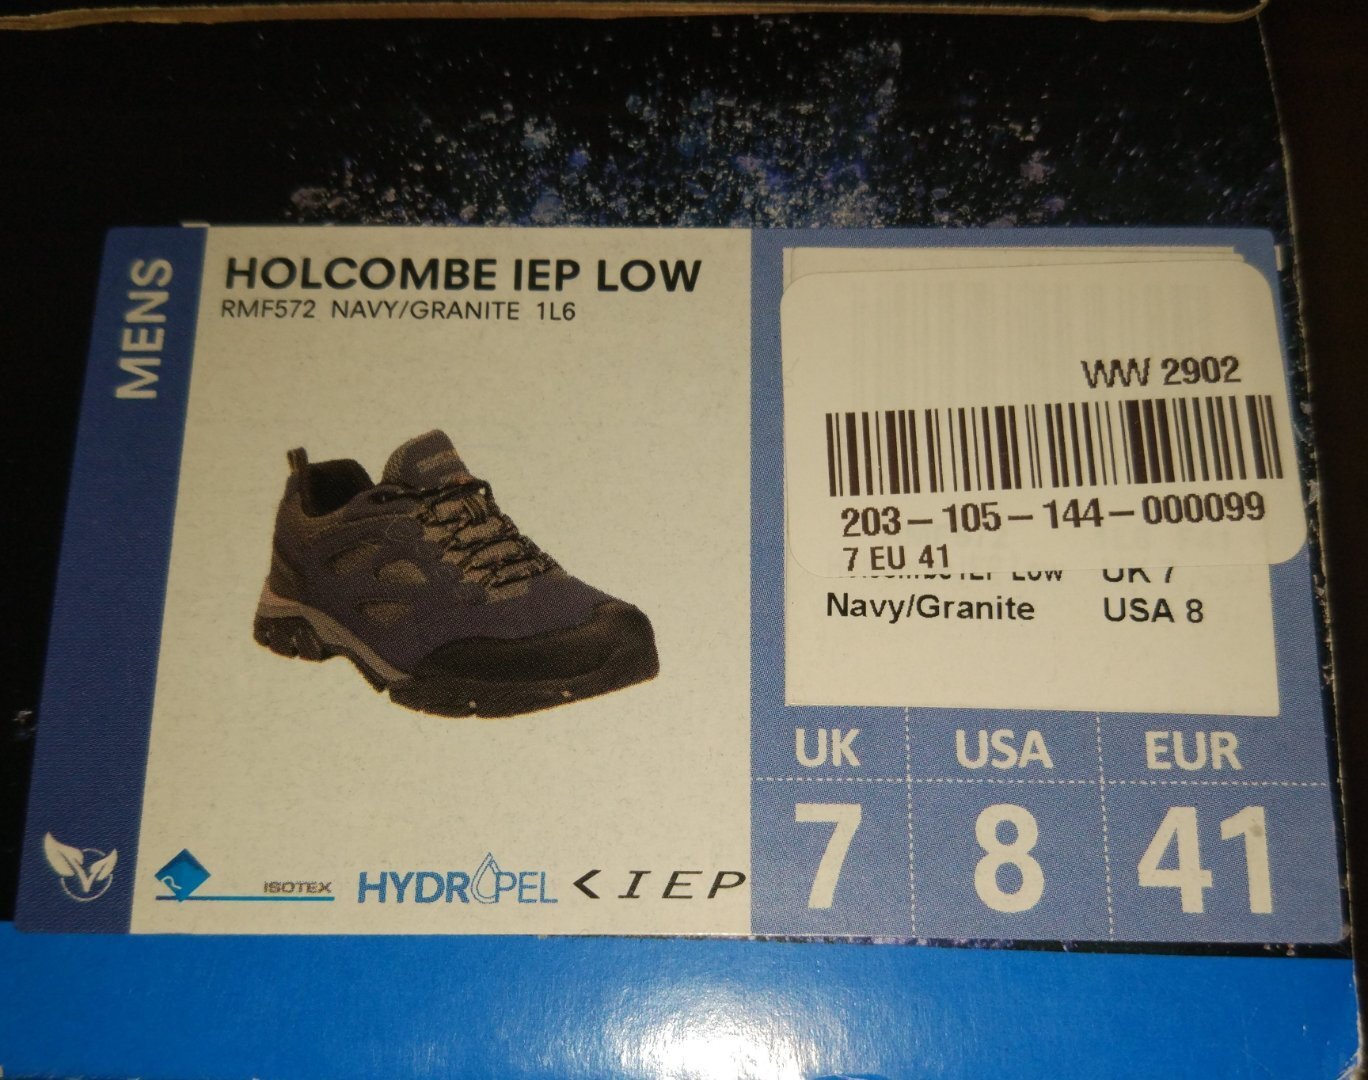 MENS
HOLCOMBE IEP LOW
RMF572 NAVY/GRANITE 1L6
WW 2902
203-105-144-000099
7 EU 41
Low UK 7
Navy/Granite USA 8
UK USA EUR
7 8 41
ISOTEX HYDROPEL IEP